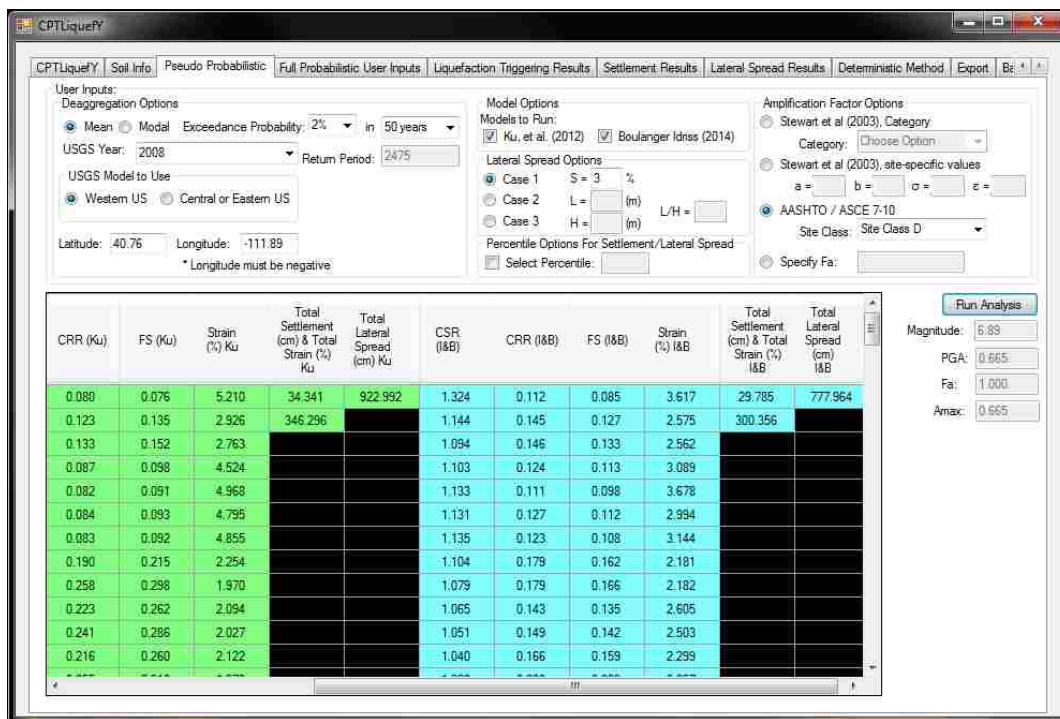 CPTLiquefY
CPTLiquefY Soil Info Pseudo Probabilistic Full Probabilistic User Inputs Liquefaction Triggering Results Settlement Results Lateral Spread Results Deterministic Method Export
User Inputs:
Deaggregation Options
Mean Modal Exceedance Probability: 2% in 50 years
USGS Year: 2008 Return Period: 2475
USGS Model to Use
Western US Central or Eastern US
Latitude: 40.76 Longitude: -111.89
* Longitude must be negative
Model Options
Models to Run:
Ku, et al. (2012) Boulanger Idriss (2014)
Lateral Spread Options
Case 1 S = 3 %
Case 2 L = (m)
L/H =
Case 3 H = (m)
Percentile Options For Settlement/Lateral Spread
Select Percentile:
Amplification Factor Options
Stewart et al (2003), Category
Category: Choose Option
Stewart et al (2003), site-specific values
a = b = σ = ε =
AASHTO / ASCE 7-10
Site Class: Site Class D
Specify Fa:
CRR (Ku) FS (Ku) Strain (%) Ku Total Settlement (cm) & Total Strain (%) Ku Total Lateral Spread (cm) Ku CSR (I&B) CRR (I&B) FS (I&B) Strain (%) I&B Total Settlement (cm) & Total Strain (%) I&B Total Lateral Spread (cm) I&B
0.080 0.076 5.210 34.341 922.992 1.324 0.112 0.085 3.617 29.785 777.964
0.123 0.135 2.926 346.296 1.144 0.145 0.127 2.575 300.356
0.133 0.152 2.763 1.094 0.146 0.133 2.562
0.087 0.098 4.524 1.103 0.124 0.113 3.089
0.082 0.091 4.968 1.133 0.111 0.098 3.678
0.084 0.093 4.795 1.131 0.127 0.112 2.994
0.083 0.092 4.855 1.135 0.123 0.108 3.144
0.190 0.215 2.254 1.104 0.179 0.162 2.181
0.258 0.298 1.970 1.079 0.179 0.166 2.182
0.223 0.262 2.094 1.065 0.143 0.135 2.605
0.241 0.286 2.027 1.051 0.149 0.142 2.503
0.216 0.260 2.122 1.040 0.166 0.159 2.299
Run Analysis
Magnitude: 6.89
PGA: 0.665
Fa: 1.000
Amax: 0.665